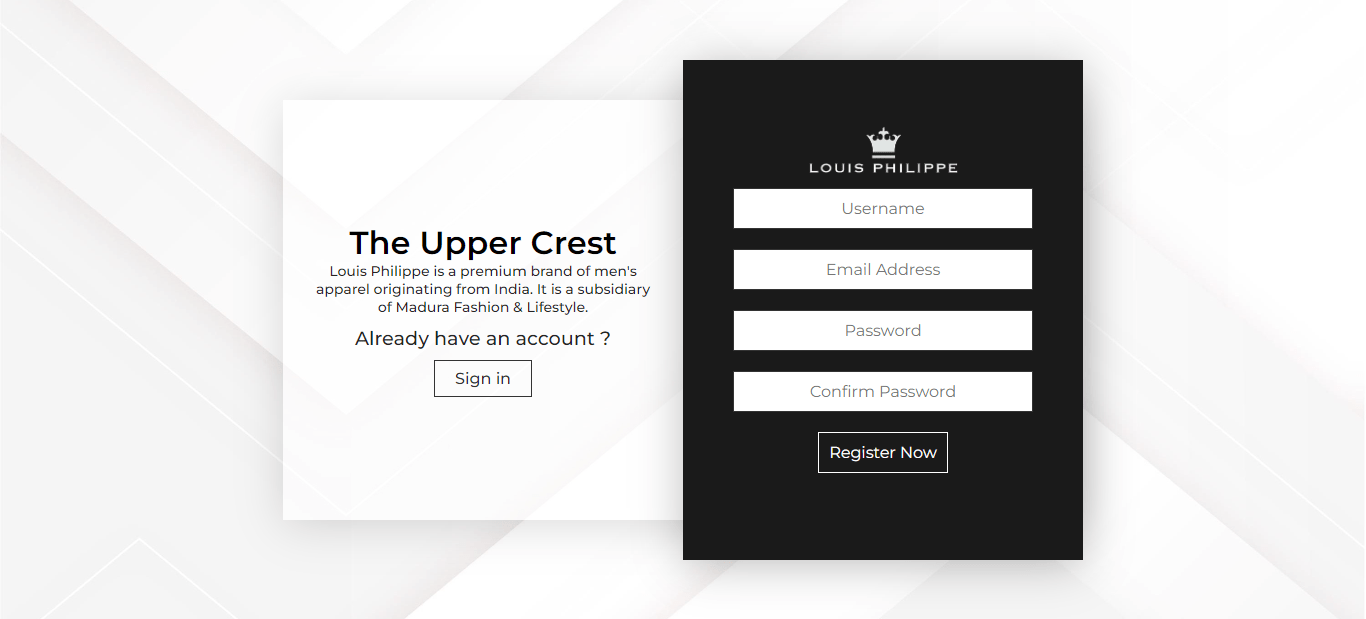 The Upper Crest
Louis Philippe is a premium brand of men's
apparel originating from India. It is a subsidiary
of Madura Fashion & Lifestyle.
Already have an account ?
Sign in
LOUIS PHILIPPE
Username
Email Address
Password
Confirm Password
Register Now